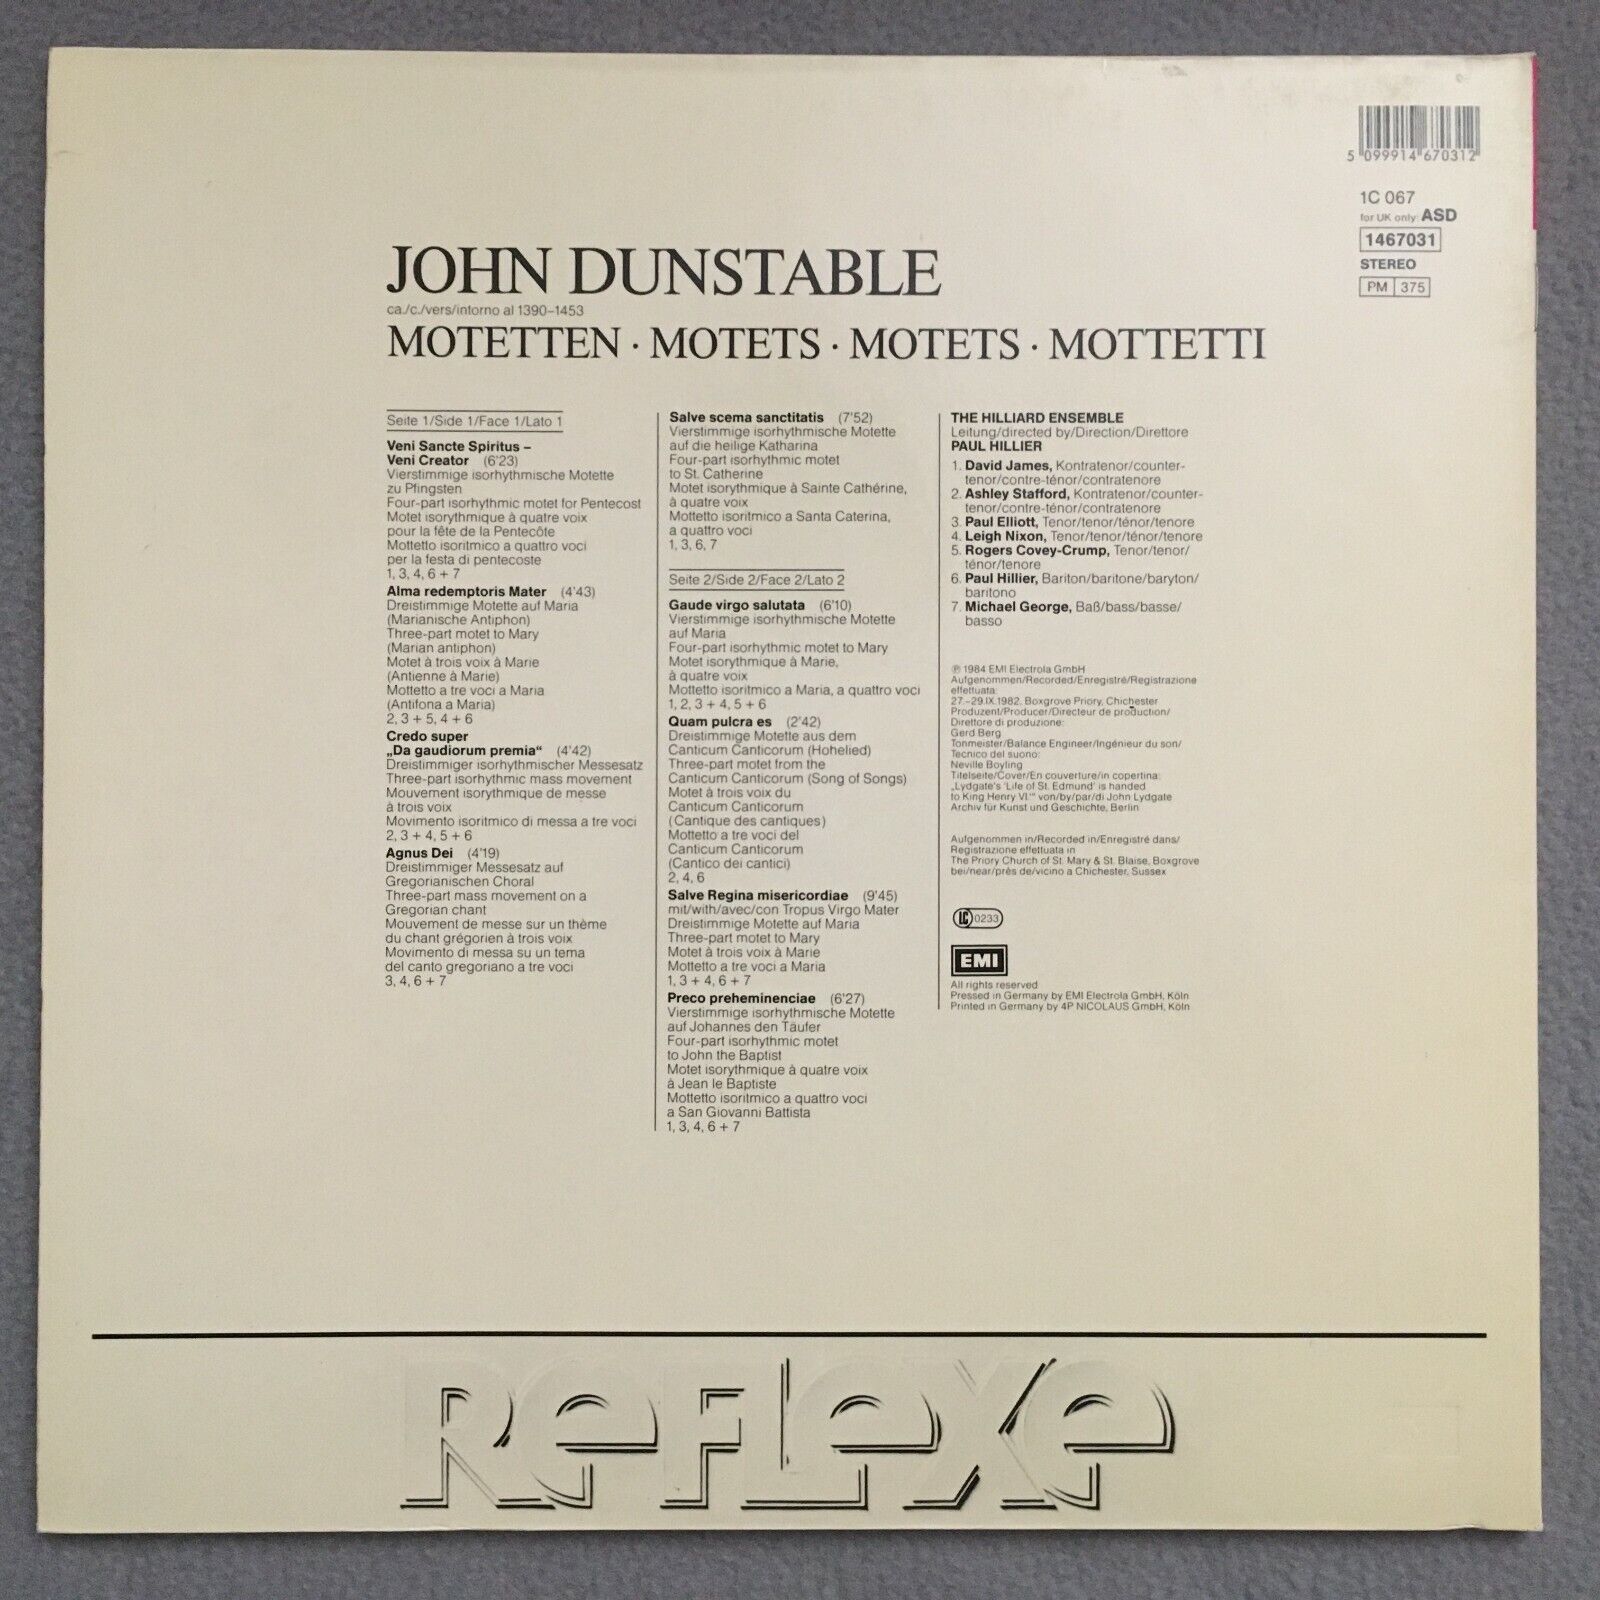 5 099914 670312
1C 067
for UK only: ASD
1467031
STEREO
PM 375
JOHN DUNSTABLE
ca./c./vers/intorno al 1390–1453
MOTETTEN · MOTETS · MOTETS · MOTTETTI
Seite 1/Side 1/Face 1/Lato 1
Veni Sancte Spiritus –
Veni Creator (6'23)
Vierstimmige isorhythmische Motette
zu Pfingsten
Four-part isorhythmic motet for Pentecost
Motet isorythmique à quatre voix
pour la fête de la Pentecôte
Mottetto isoritmico a quattro voci
per la festa di pentecoste
1, 3, 4, 6 + 7
Alma redemptoris Mater (4'43)
Dreistimmige Motette auf Maria
(Marianische Antiphon)
Three-part motet to Mary
(Marian antiphon)
Motet à trois voix à Marie
(Antienne à Marie)
Mottetto a tre voci a Maria
(Antifona a Maria)
2, 3 + 5, 4 + 6
Credo super
„Da gaudiorum premia“ (4'42)
Dreistimmiger isorhythmischer Messesatz
Three-part isorhythmic mass movement
Mouvement isorythmique de messe
à trois voix
Movimento isoritmico di messa a tre voci
2, 3 + 4, 5 + 6
Agnus Dei (4'19)
Dreistimmiger Messesatz auf
Gregorianischen Choral
Three-part mass movement on a
Gregorian chant
Mouvement de messe sur un thème
du chant grégorien à trois voix
Movimento di messa su un tema
del canto gregoriano a tre voci
3, 4, 6 + 7
Salve scema sanctitatis (7'52)
Vierstimmige isorhythmische Motette
auf die heilige Katharina
Four-part isorhythmic motet
to St. Catherine
Motet isorythmique à Sainte Cathérine,
à quatre voix
Mottetto isoritmico a Santa Caterina,
a quattro voci
1, 3, 6, 7
Seite 2/Side 2/Face 2/Lato 2
Gaude virgo salutata (6'10)
Vierstimmige isorhythmische Motette
auf Maria
Four-part isorhythmic motet to Mary
Motet isorythmique à Marie,
à quatre voix
Mottetto isoritmico a Maria, a quattro voci
1, 2, 3 + 4, 5 + 6
Quam pulcra es (2'42)
Dreistimmige Motette aus dem
Canticum Canticorum (Hohelied)
Three-part motet from the
Canticum Canticorum (Song of Songs)
Motet à trois voix du
Canticum Canticorum
(Cantique des cantiques)
Mottetto a tre voci del
Canticum Canticorum
(Cantico dei cantici)
2, 4, 6
Salve Regina misericordiae (9'45)
mit/with/avec/con Tropus Virgo Mater
Dreistimmige Motette auf Maria
Three-part motet to Mary
Motet à trois voix à Marie
Mottetto a tre voci a Maria
1, 3 + 4, 6 + 7
Preco preheminenciae (6'27)
Vierstimmige isorhythmische Motette
auf Johannes den Täufer
Four-part isorhythmic motet
to John the Baptist
Motet isorythmique à quatre voix
à Jean le Baptiste
Mottetto isoritmico a quattro voci
a San Giovanni Battista
1, 3, 4, 6 + 7
THE HILLIARD ENSEMBLE
Leitung/directed by/Direction/Direttore
PAUL HILLIER
1. David James, Kontratenor/counter-
tenor/contre-ténor/contratenore
2. Ashley Stafford, Kontratenor/counter-
tenor/contre-ténor/contratenore
3. Paul Elliott, Tenor/tenor/ténor/tenore
4. Leigh Nixon, Tenor/tenor/ténor/tenore
5. Rogers Covey-Crump, Tenor/tenor/
ténor/tenore
6. Paul Hillier, Bariton/baritone/baryton/
baritono
7. Michael George, Baß/bass/basse/
basso
℗ 1984 EMI Electrola GmbH
Aufgenommen/Recorded/Enregistré/Registrazione
effettuata:
27.–29.IX.1982, Boxgrove Priory, Chichester
Produzent/Producer/Directeur de production/
Direttore di produzione:
Gerd Berg
Tonmeister/Balance Engineer/Ingénieur du son/
Tecnico del suono:
Neville Boyling
Titelseite/Cover/En couverture/in copertina:
„Lydgate's 'Life of St. Edmund' is handed
to King Henry VI.“ von/by/par/di John Lydgate
Archiv für Kunst und Geschichte, Berlin
Aufgenommen in/Recorded in/Enregistré dans/
Registrazione effettuata in
The Priory Church of St. Mary & St. Blaise, Boxgrove
bei/near/près de/vicino a Chichester, Sussex
LC 0233
EMI
All rights reserved
Pressed in Germany by EMI Electrola GmbH, Köln
Printed in Germany by 4P NICOLAUS GmbH, Köln
REFLEXE